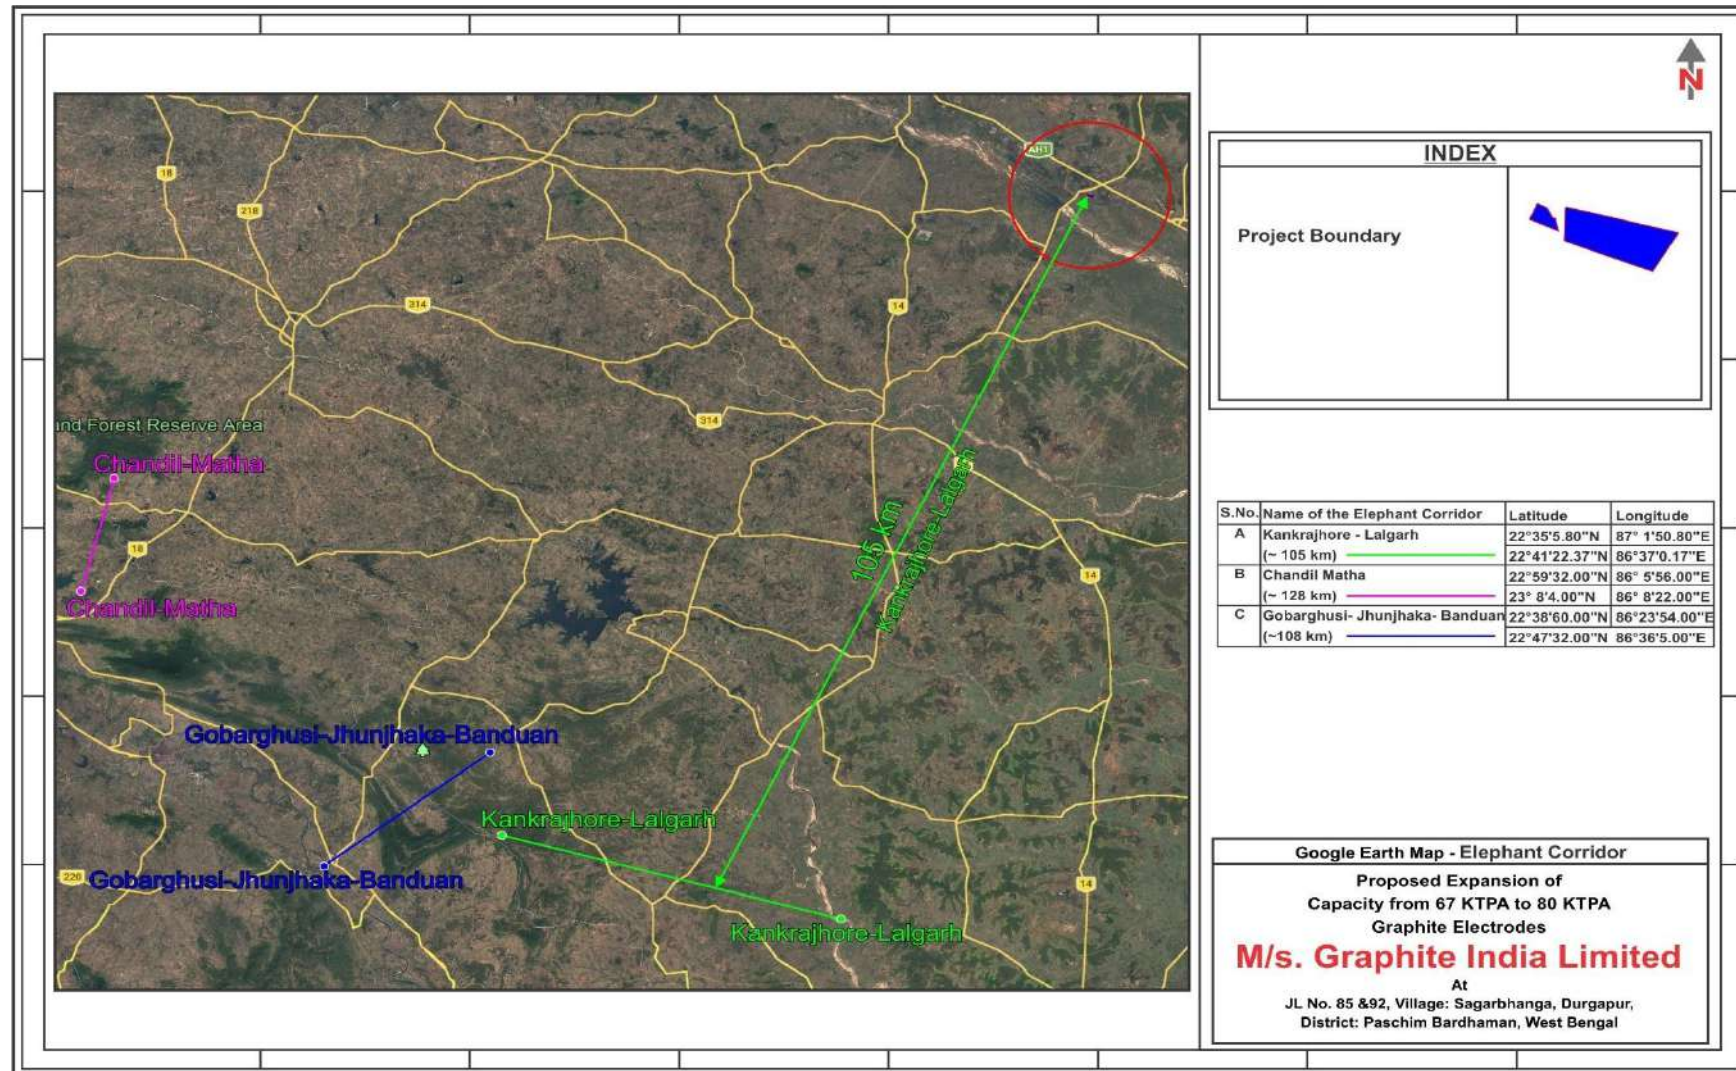 N
AH1
18
218
314
14
ind Forest Reserve Area
314
Chandil-Matha
105 km
Kankrajhore-Lalgarh
18
14
Chandil-Matha
Gobarghusi-Jhunjhaka-Banduan
Kankrajhore-Lalgarh
220
Gobarghusi-Jhunjhaka-Banduan
14
Kankrajhore-Lalgarh
INDEX
Project Boundary
S.No. Name of the Elephant Corridor Latitude Longitude
A Kankrajhore - Lalgarh 22°35'5.80"N 87° 1'50.80"E
(~ 105 km) 22°41'22.37"N 86°37'0.17"E
B Chandil Matha 22°59'32.00"N 86° 5'56.00"E
(~ 128 km) 23° 8'4.00"N 86° 8'22.00"E
C Gobarghusi- Jhunjhaka- Banduan 22°38'60.00"N 86°23'54.00"E
(~108 km) 22°47'32.00"N 86°36'5.00"E
Google Earth Map - Elephant Corridor
Proposed Expansion of
Capacity from 67 KTPA to 80 KTPA
Graphite Electrodes
M/s. Graphite India Limited
At
JL No. 85 &92, Village: Sagarbhanga, Durgapur,
District: Paschim Bardhaman, West Bengal